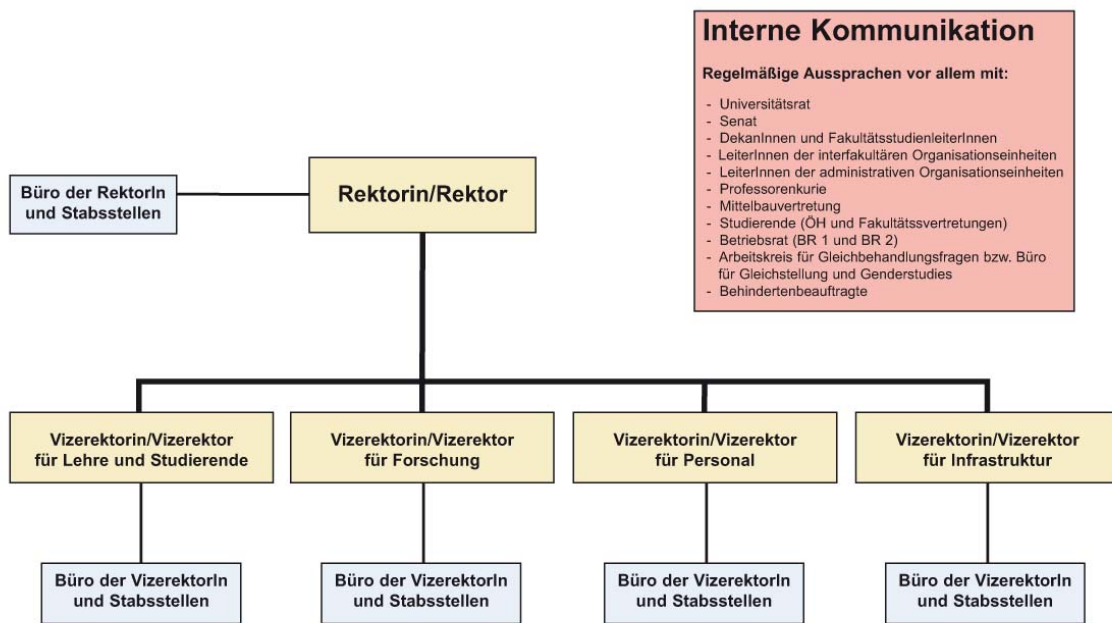 Interne Kommunikation
Regelmäßige Aussprachen vor allem mit:
- Universitätsrat
- Senat
- DekanInnen und FakultätsstudienleiterInnen
- LeiterInnen der interfakultären Organisationseinheiten
- LeiterInnen der administrativen Organisationseinheiten
- Professorenkurie
- Mittelbauvertretung
- Studierende (ÖH und Fakultätssvertretungen)
- Betriebsrat (BR 1 und BR 2)
- Arbeitskreis für Gleichbehandlungsfragen bzw. Büro
für Gleichstellung und Genderstudies
- Behindertenbeauftragte
Rektorin/Rektor
Büro der RektorIn
und Stabsstellen
Vizerektorin/Vizerektor
für Lehre und Studierende
Vizerektorin/Vizerektor
für Forschung
Vizerektorin/Vizerektor
für Personal
Vizerektorin/Vizerektor
für Infrastruktur
Büro der VizerektorIn
und Stabsstellen
Büro der VizerektorIn
und Stabsstellen
Büro der VizerektorIn
und Stabsstellen
Büro der VizerektorIn
und Stabsstellen